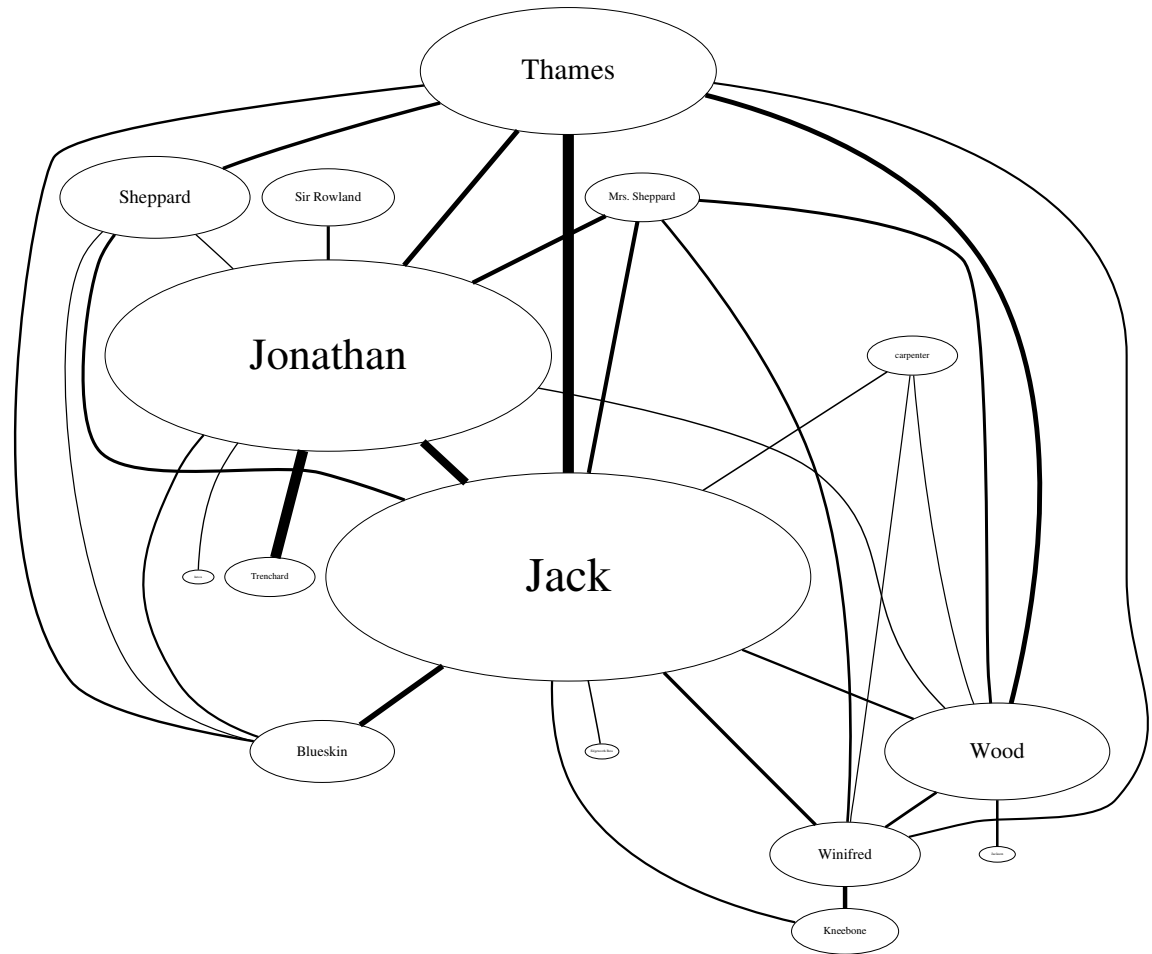 Thames
Sheppard
Sir Rowland
Mrs. Sheppard
Jonathan
carpenter
Trenchard
Jack
Blueskin
Wood
Winifred
Kneebone